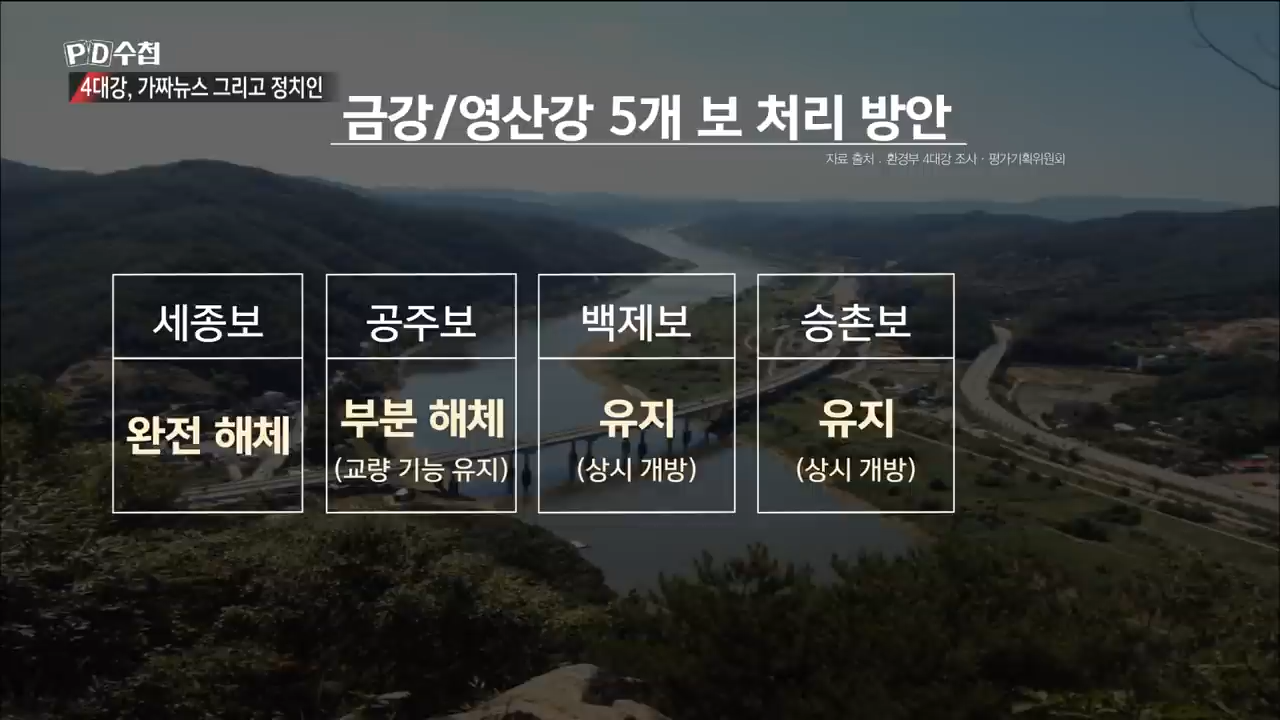 PD수첩
4대강, 가짜뉴스 그리고 정치인
금강/영산강 5개 보 처리 방안
자료 출처 . 환경부 4대강 조사 · 평가기획위원회
세종보
공주보
백제보
승촌보
완전 해체
부분 해체
(교량 기능 유지)
유지
(상시 개방)
유지
(상시 개방)